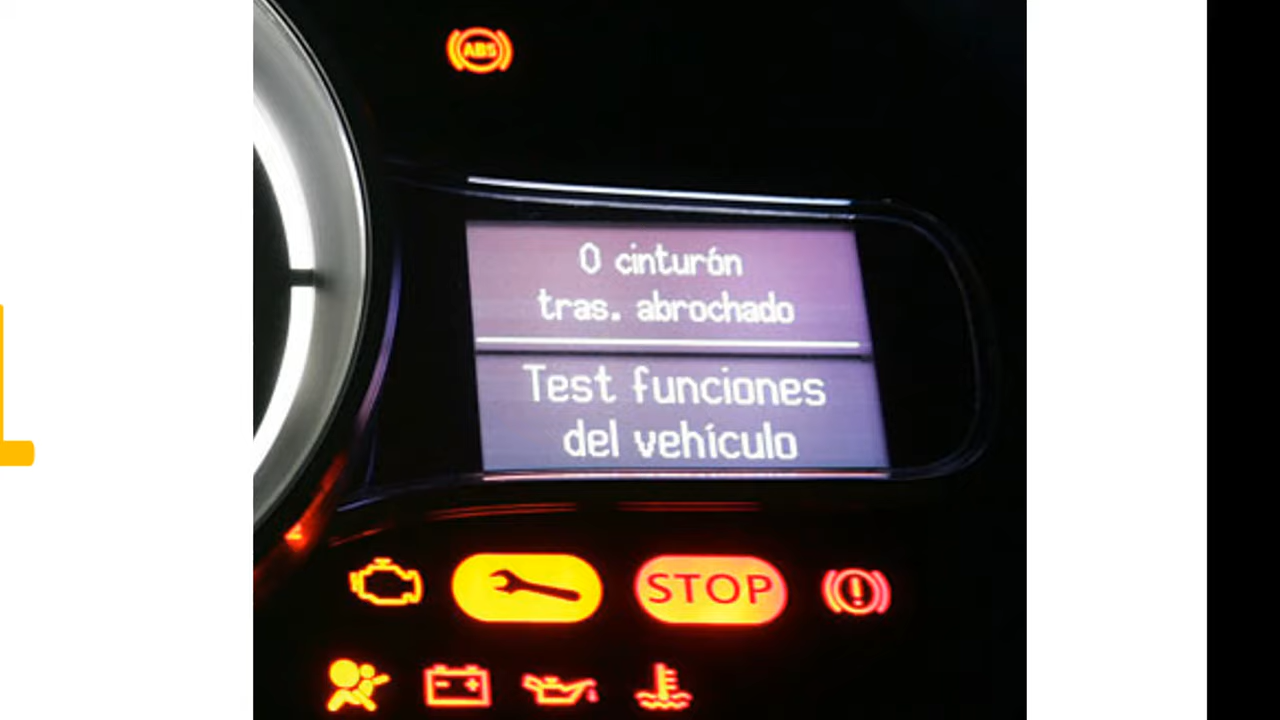 ABS
0 cinturón
tras. abrochado
Test funciones
del vehículo
STOP